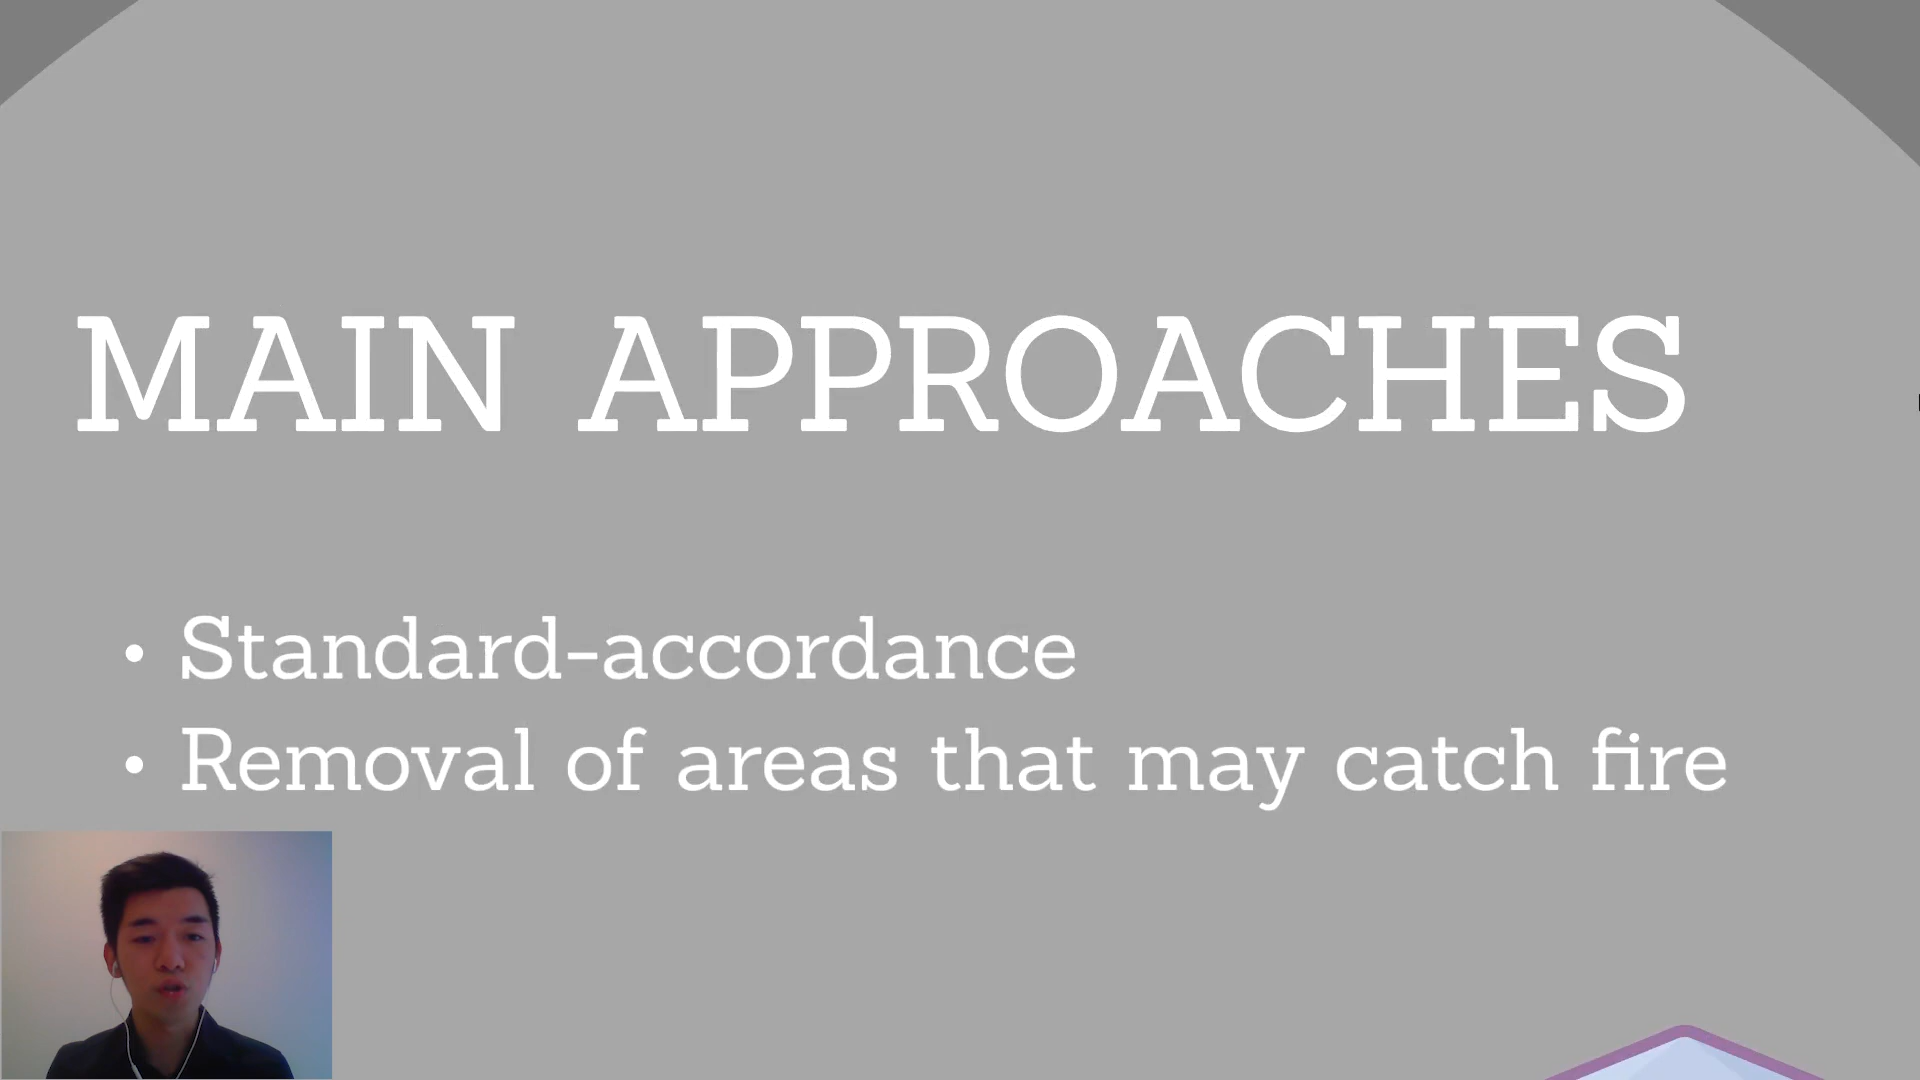 MAIN APPROACHES
• Standard-accordance
• Removal of areas that may catch fire